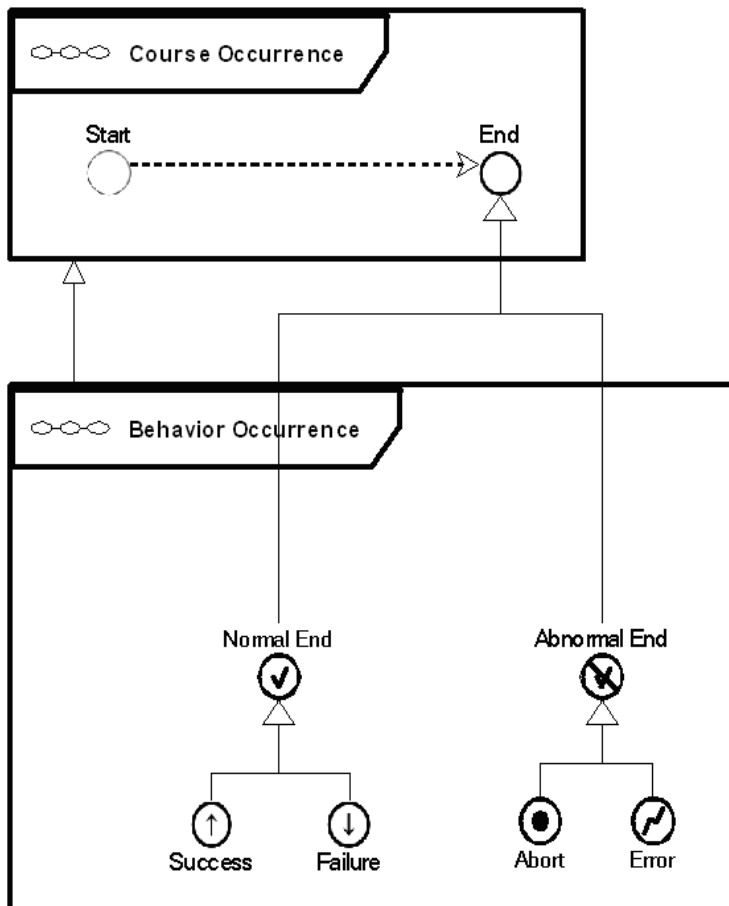 Course Occurrence
Start
End
Behavior Occurrence
Normal End
Abnormal End
Success
Failure
Abort
Error